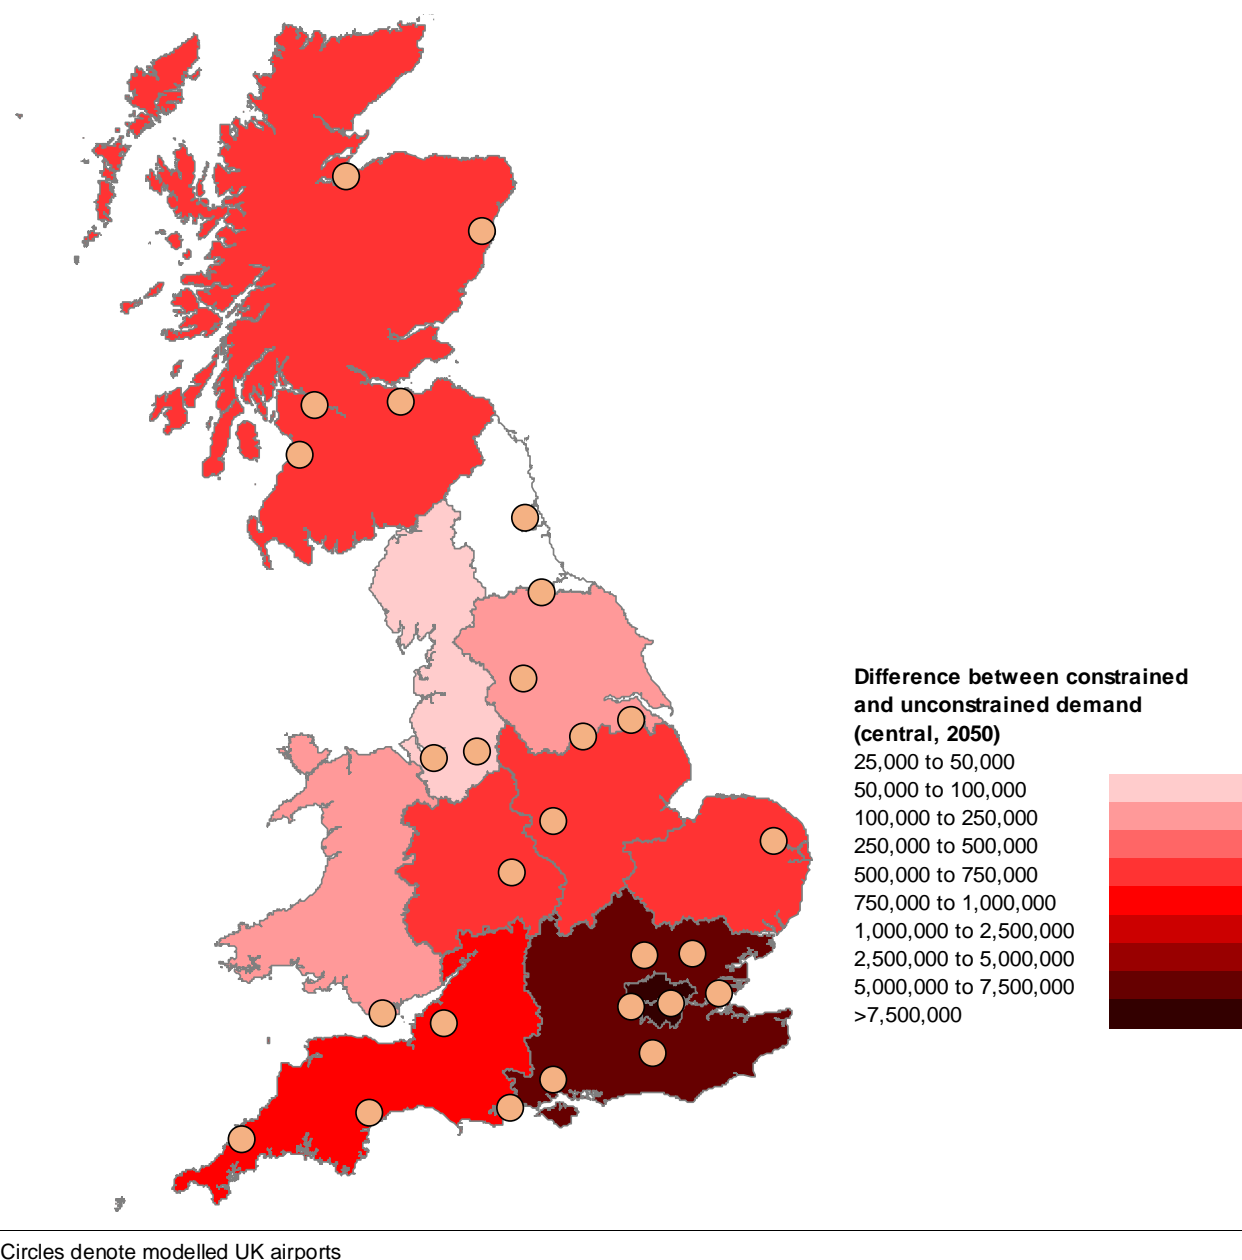 Difference between constrained
and unconstrained demand
(central, 2050)
25,000 to 50,000
50,000 to 100,000
100,000 to 250,000
250,000 to 500,000
500,000 to 750,000
750,000 to 1,000,000
1,000,000 to 2,500,000
2,500,000 to 5,000,000
5,000,000 to 7,500,000
>7,500,000
Circles denote modelled UK airports